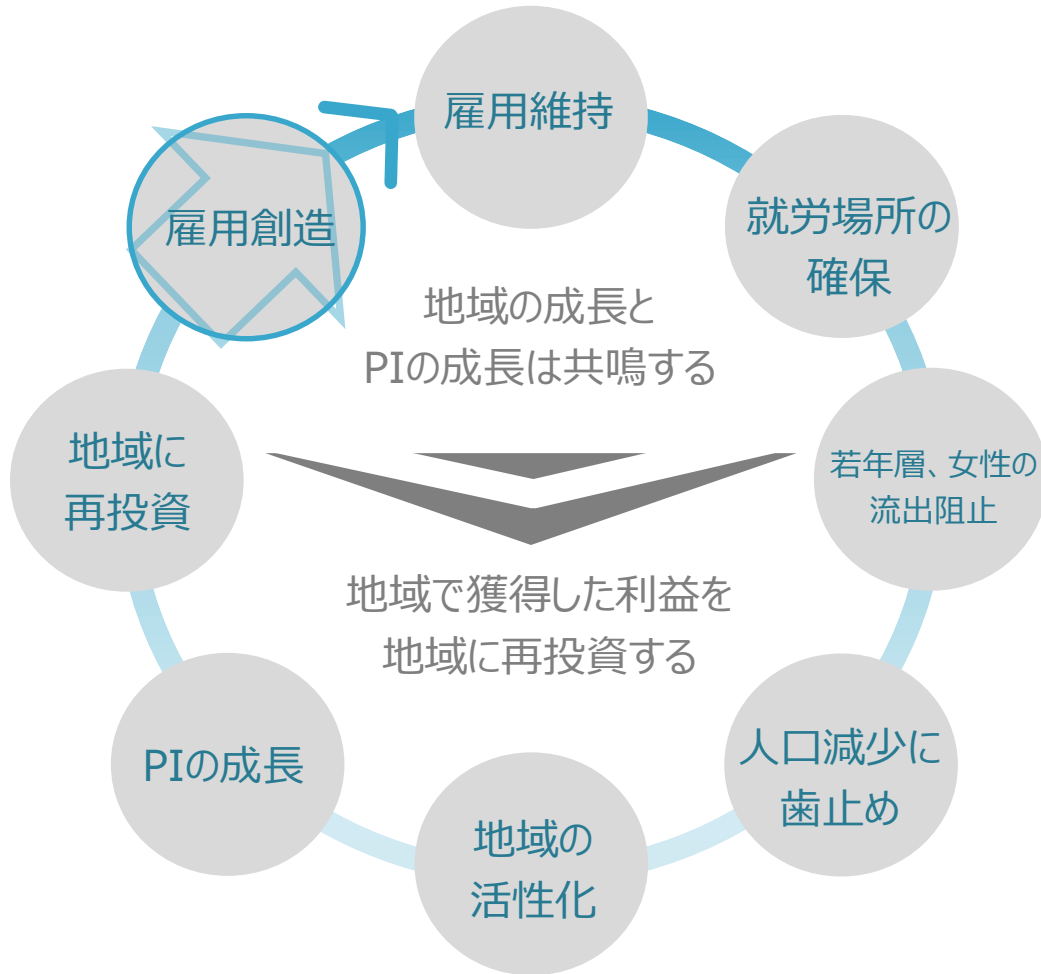 雇用維持
雇用創造
就労場所の
確保
地域の成長と
PIの成長は共鳴する
地域に
再投資
若年層、女性の
流出阻止
地域で獲得した利益を
地域に再投資する
PIの成長
人口減少に
歯止め
地域の
活性化